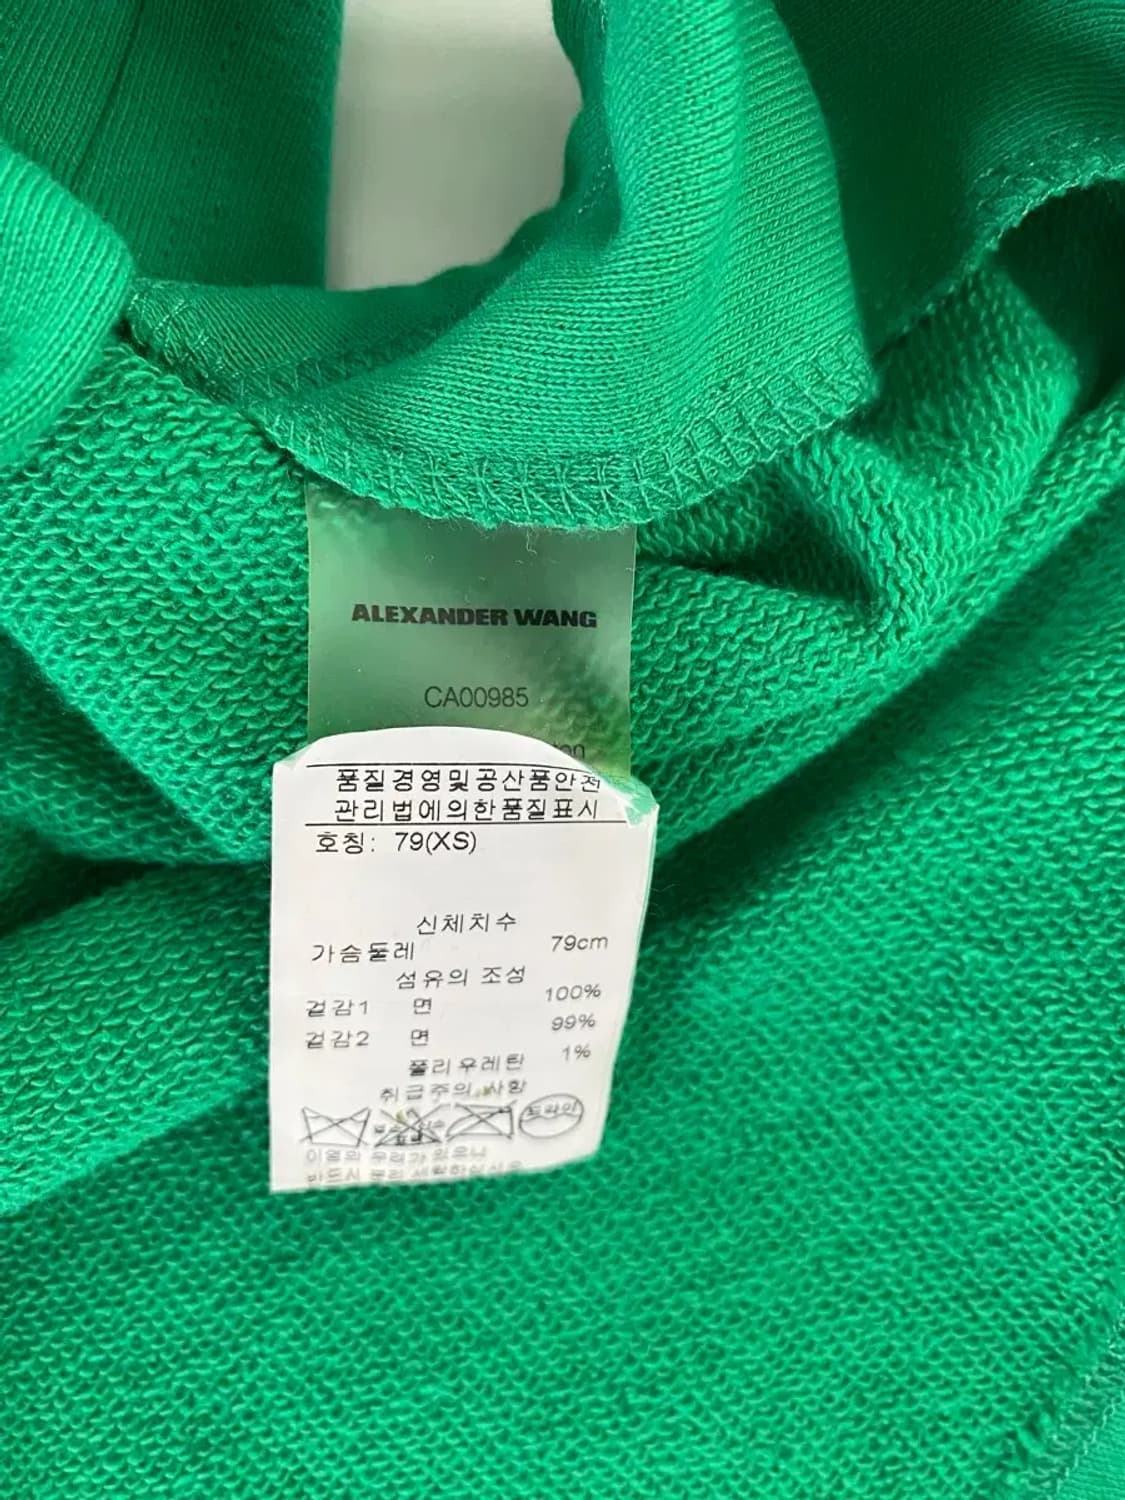 ALEXANDER WANG
CA00985
품질경영및공산품안전
관리법에의한품질표시
호칭: 79(XS)
신체치수
가슴둘레 79cm
섬유의 조성
겉감1 면 100%
겉감2 면 99%
폴리우레탄 1%
취급주의 사항
드라이